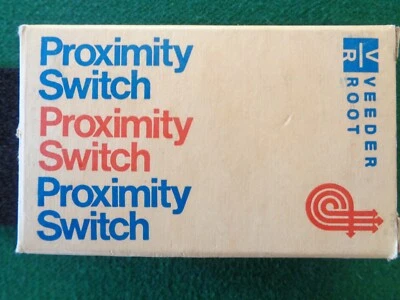 Proximity
Switch
Proximity
Switch
Proximity
Switch
V
R
VEEDER
ROOT